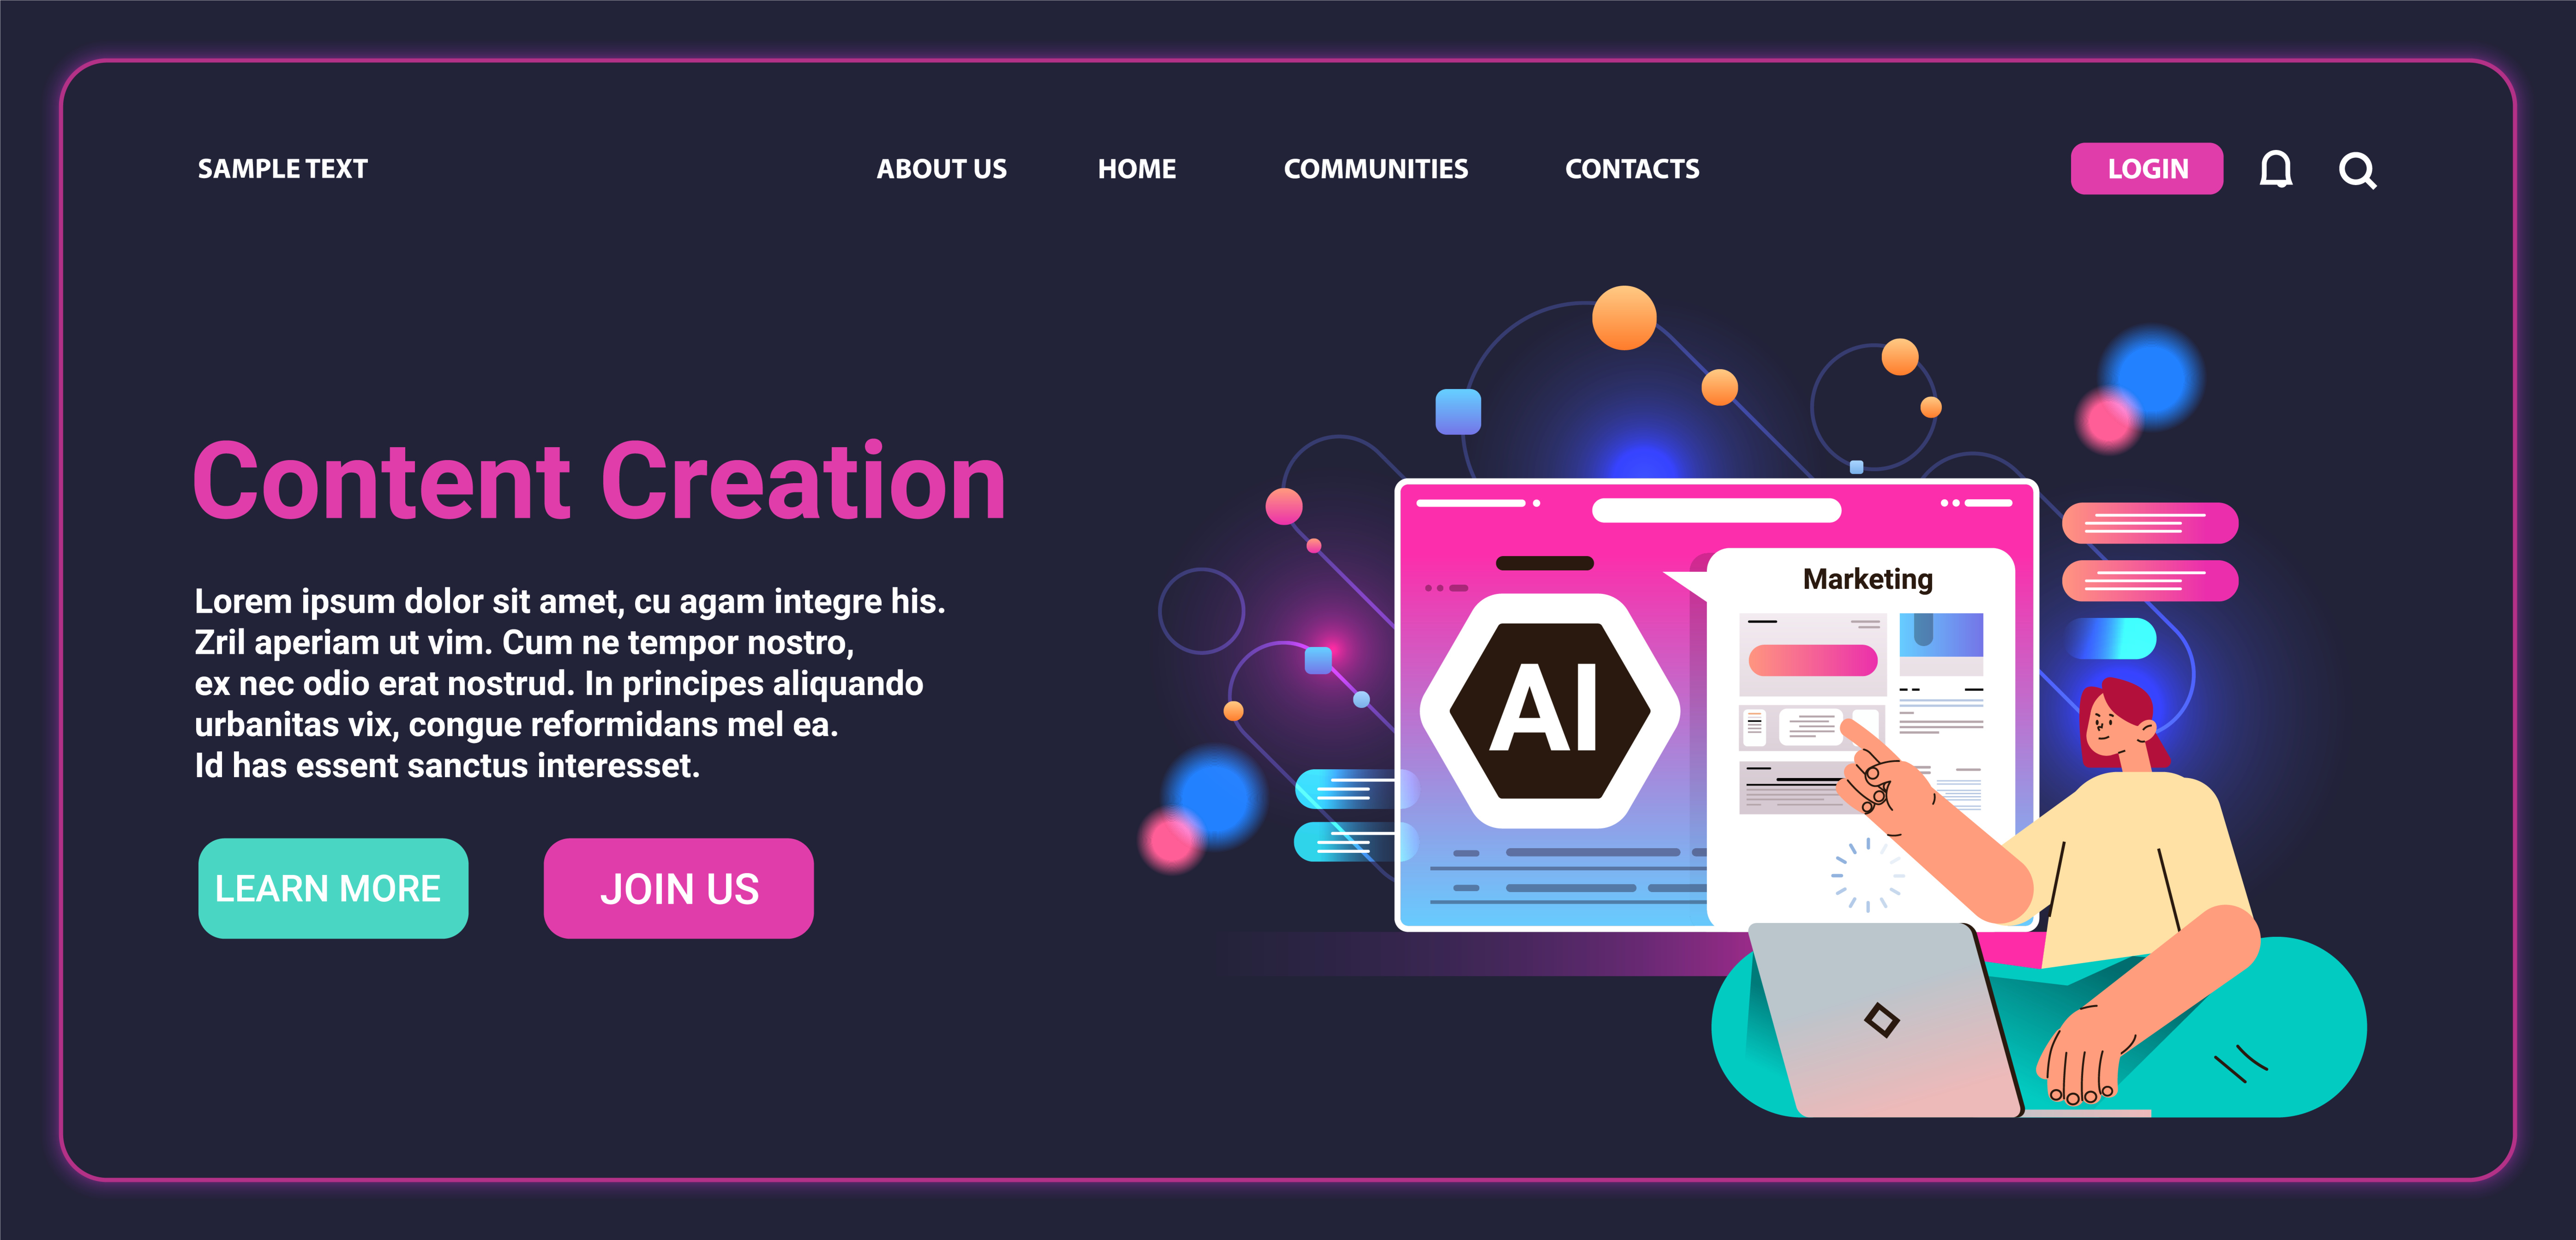 SAMPLE TEXT
ABOUT US
HOME
COMMUNITIES
CONTACTS
LOGIN
Content Creation
Lorem ipsum dolor sit amet, cu agam integre his.
Zril aperiam ut vim. Cum ne tempor nostro,
ex nec odio erat nostrud. In principes aliquando
urbanitas vix, congue reformidans mel ea.
Id has essent sanctus interesset.
LEARN MORE
JOIN US
Marketing
AI